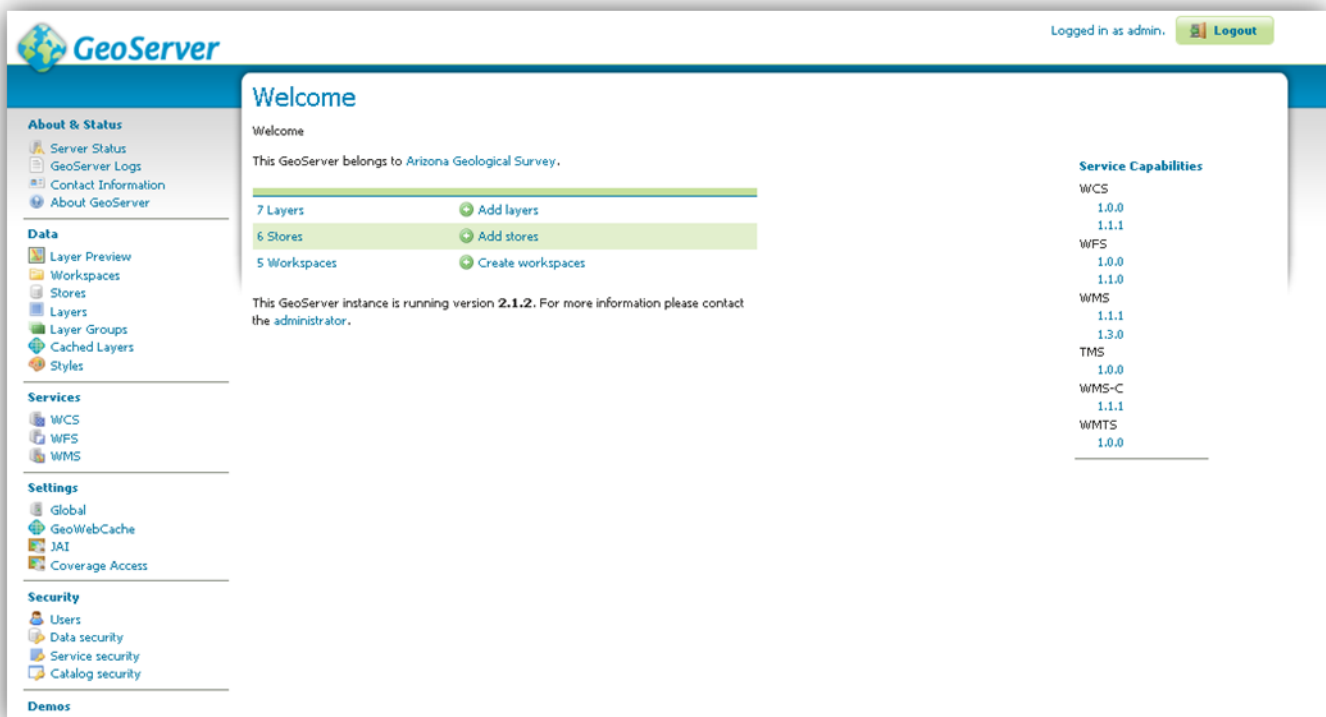 GeoServer
Logged in as admin.
Logout
About & Status
Server Status
GeoServer Logs
Contact Information
About GeoServer
Data
Layer Preview
Workspaces
Stores
Layers
Layer Groups
Cached Layers
Styles
Services
WCS
WFS
WMS
Settings
Global
GeoWebCache
JAI
Coverage Access
Security
Users
Data security
Service security
Catalog security
Demos
Welcome
Welcome
This GeoServer belongs to Arizona Geological Survey.
7 Layers Add layers
6 Stores Add stores
5 Workspaces Create workspaces
This GeoServer instance is running version 2.1.2. For more information please contact
the administrator.
Service Capabilities
WCS
1.0.0
1.1.1
WFS
1.0.0
1.1.0
WMS
1.1.1
1.3.0
TMS
1.0.0
WMS-C
1.1.1
WMTS
1.0.0